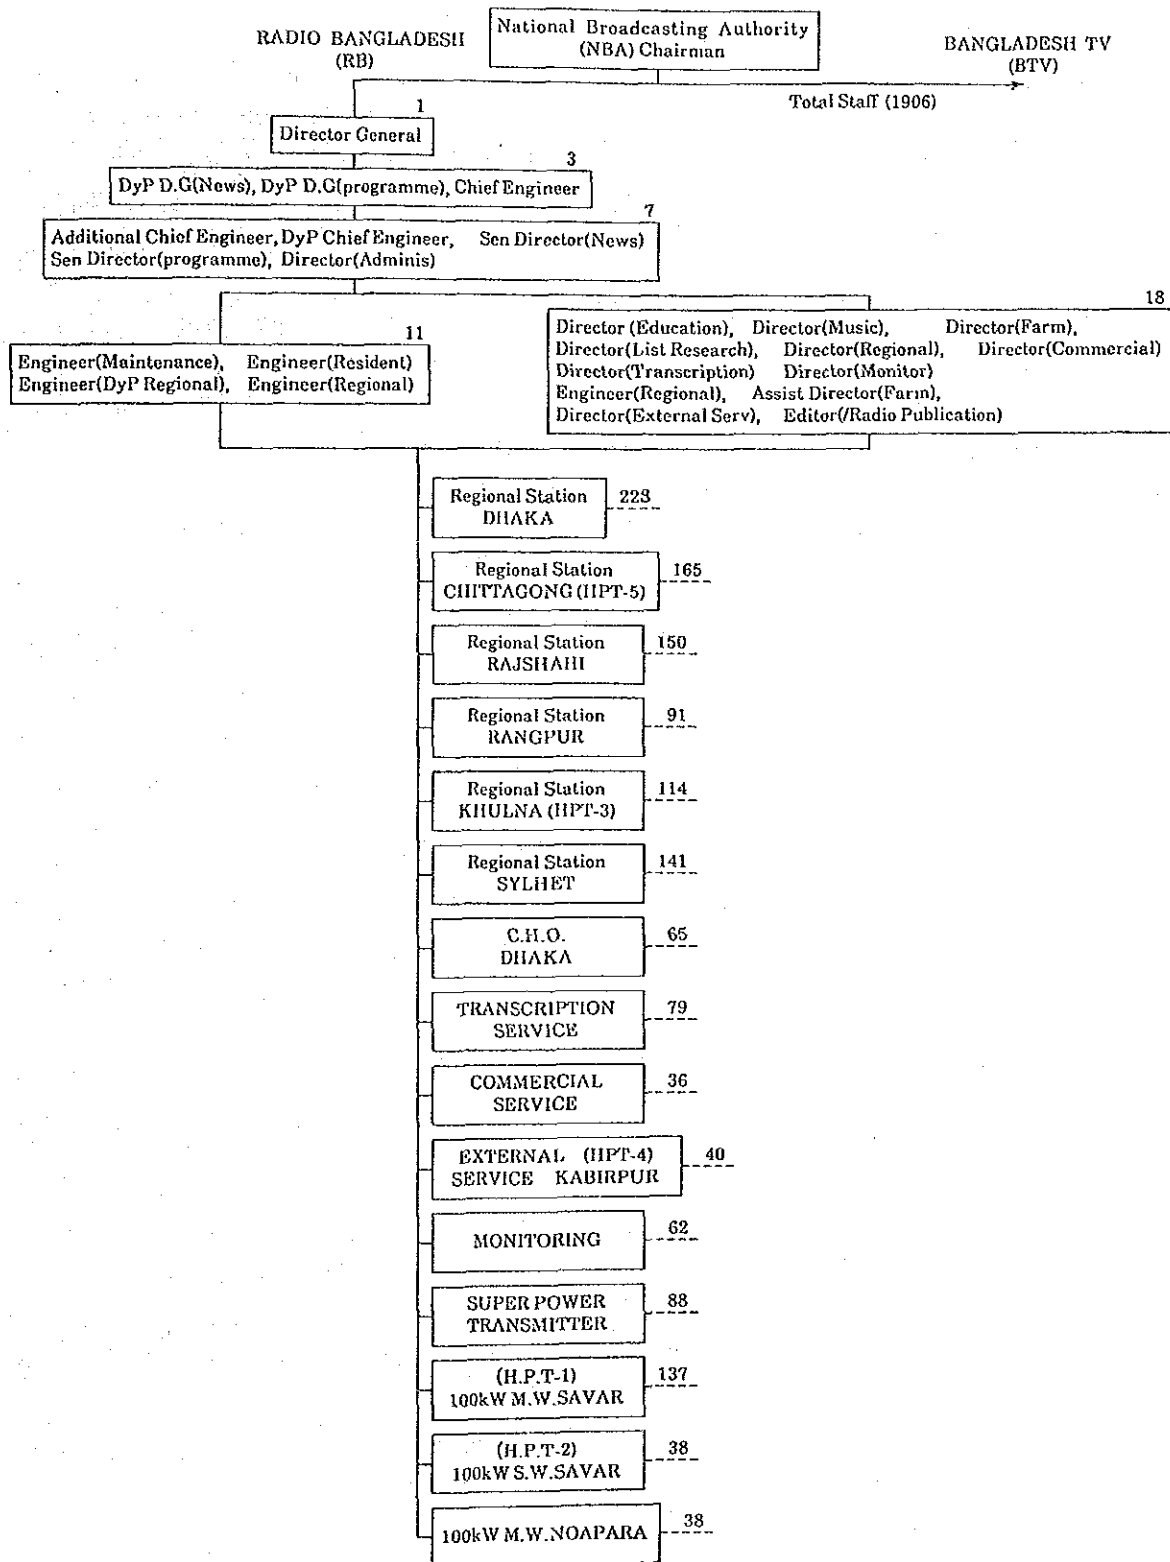 National Broadcasting Authority
(NBA) Chairman
RADIO BANGLADESH
(RB)
BANGLADESH TV
(BTV)
Total Staff (1906)
1
Director General
3
DyP D.G(News), DyP D.G(programme), Chief Engineer
7
Additional Chief Engineer, DyP Chief Engineer, Sen Director(News)
Sen Director(programme), Director(Adminis)
11
Engineer(Maintenance), Engineer(Resident)
Engineer(DyP Regional), Engineer(Regional)
18
Director (Education), Director(Music), Director(Farm),
Director(List Research), Director(Regional), Director(Commercial)
Director(Transcription) Director(Monitor)
Engineer(Regional), Assist Director(Farm),
Director(External Serv), Editor(/Radio Publication)
Regional Station
DHAKA
223
Regional Station
CHITTAGONG (HPT-5)
165
Regional Station
RAJSHAHI
150
Regional Station
RANGPUR
91
Regional Station
KHULNA (HPT-3)
114
Regional Station
SYLHET
141
C.H.O.
DHAKA
65
TRANSCRIPTION
SERVICE
79
COMMERCIAL
SERVICE
36
EXTERNAL (HPT-4)
SERVICE KABIRPUR
40
MONITORING
62
SUPER POWER
TRANSMITTER
88
(H.P.T-1)
100kW M.W.SAVAR
137
(H.P.T-2)
100kW S.W.SAVAR
38
100kW M.W.NOAPARA
38